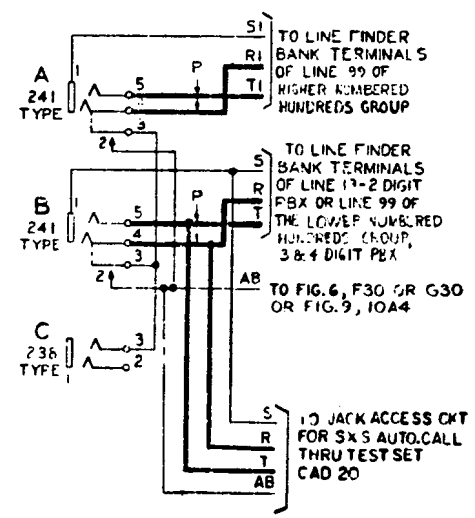 S1
TO LINE FINDER
R1
BANK TERMINALS
A
1
P
OF LINE 99 OF
241
5
T1
HIGHER NUMBERED
TYPE
HUNDREDS GROUP
3
2
TO LINE FINDER
S
BANK TERMINALS
1
P
R
OF LINE 13-2 DIGIT
B
PBX OR LINE 99 OF
241
5
T
THE LOWER NUMBERED
TYPE
4
HUNDREDS GROUP,
3
3 & 4 DIGIT PBX
2
AB
TO FIG. 6, F30 OR G30
OR FIG. 9, 10A4
C
3
TYPE
2
1
S
TO JACK ACCESS CKT
R
FOR SXS AUTO. CALL
T
THRU TEST SET
AB
CAD 20